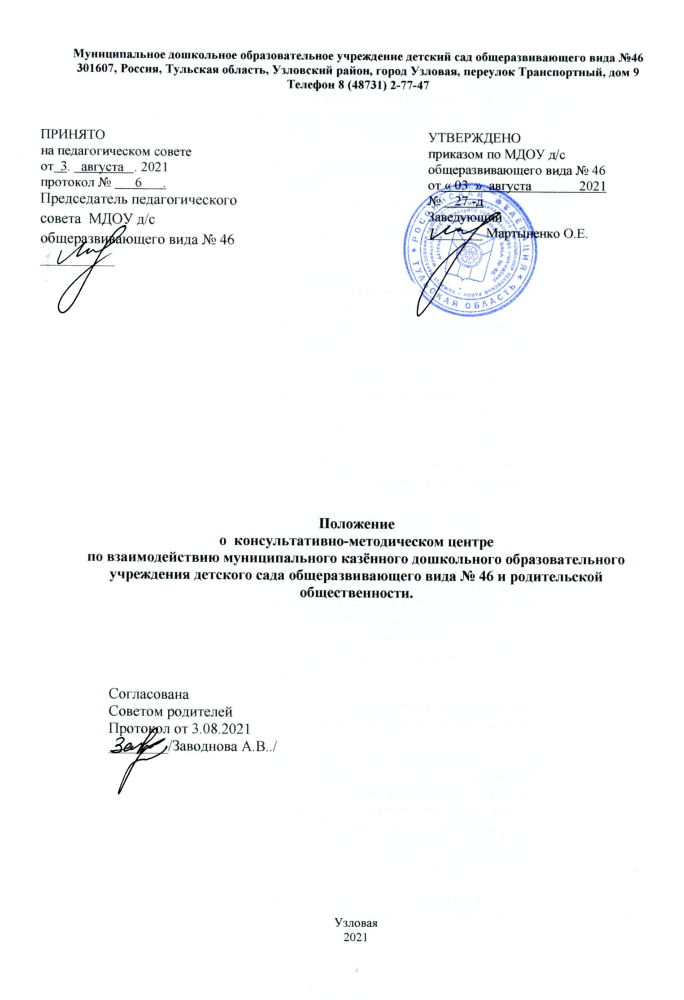 Муниципальное дошкольное образовательное учреждение детский сад общеразвивающего вида №46
301607, Россия, Тульская область, Узловский район, город Узловая, переулок Транспортный, дом 9
Телефон 8 (48731) 2-77-47
ПРИНЯТО
на педагогическом совете
от 3. августа . 2021
протокол № 6 .
Председатель педагогического
совета МДОУ д/с
общеразвивающего вида № 46
УТВЕРЖДЕНО
приказом по МДОУ д/с
общеразвивающего вида № 46
от « 03 » августа 2021
№ 27 -д
Заведующий
Мартыненко О.Е.
РОССИЙСКАЯ ФЕДЕРАЦИЯ
ТУЛЬСКАЯ ОБЛАСТЬ
Положение
о консультативно-методическом центре
по взаимодействию муниципального казённого дошкольного образовательного
учреждения детского сада общеразвивающего вида № 46 и родительской
общественности.
Согласована
Советом родителей
Протокол от 3.08.2021
/Заводнова А.В../
Узловая
2021